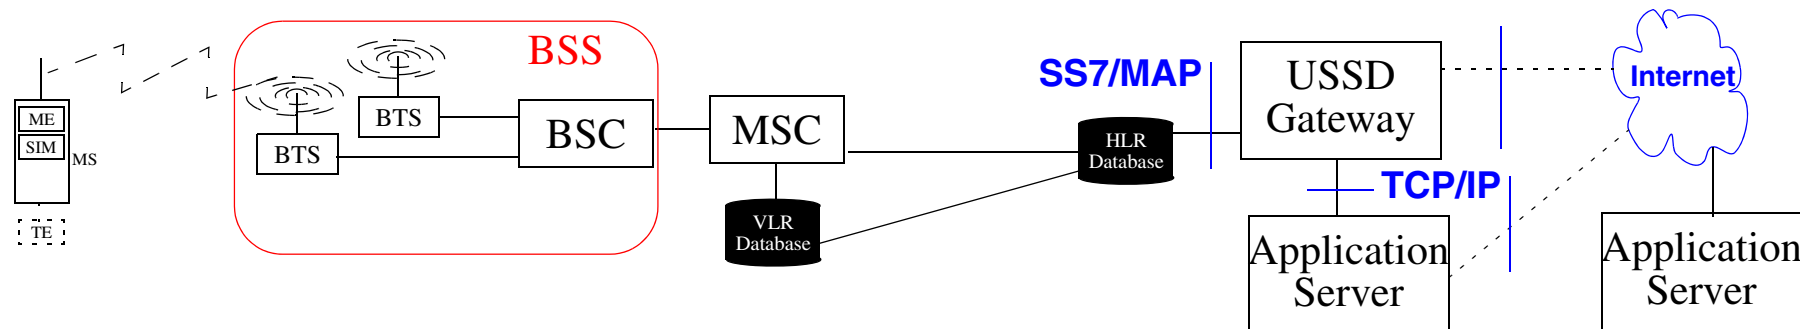 ME
SIM
MS
TE
BSS
BTS
BTS
BSC
MSC
VLR
Database
HLR
Database
SS7/MAP
USSD
Gateway
TCP/IP
Application
Server
Internet
Application
Server